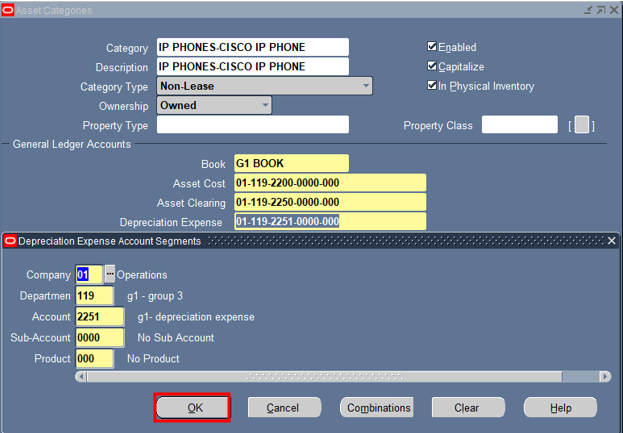 Asset Categories
Category IP PHONES-CISCO IP PHONE Enabled
Description IP PHONES-CISCO IP PHONE Capitalize
Category Type Non-Lease In Physical Inventory
Ownership Owned
Property Type Property Class [ ]
General Ledger Accounts
Book G1 BOOK
Asset Cost 01-119-2200-0000-000
Asset Clearing 01-119-2250-0000-000
Depreciation Expense 01-119-2251-0000-000
Depreciation Expense Account Segments
Company 01 ... Operations
Departmen 119 g1 - group 3
Account 2251 g1- depreciation expense
Sub-Account 0000 No Sub Account
Product 000 No Product
OK Cancel Combinations Clear Help